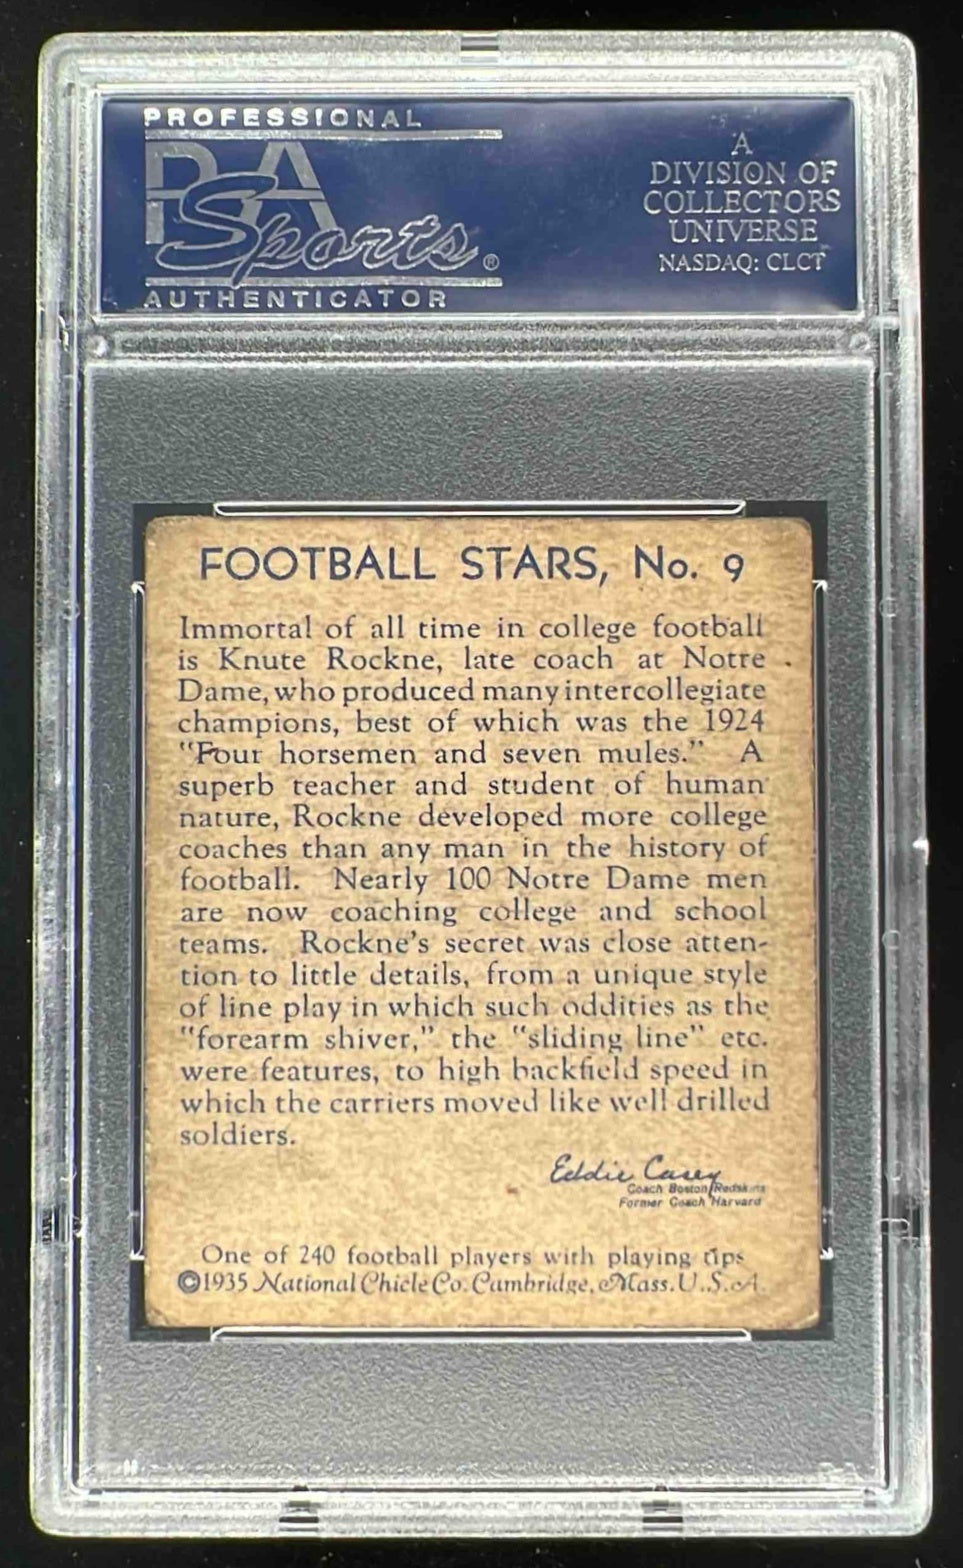 PROFESSIONAL
PSA
Sports®
AUTHENTICATOR
A
DIVISION OF
COLLECTORS
UNIVERSE
NASDAQ: CLCT
FOOTBALL STARS, No. 9
Immortal of all time in college football
is Knute Rockne, late coach at Notre
Dame, who produced many intercollegiate
champions, best of which was the 1924
"Four horsemen and seven mules." A
superb teacher and student of human
nature, Rockne developed more college
coaches than any man in the history of
football. Nearly 100 Notre Dame men
are now coaching college and school
teams. Rockne's secret was close atten-
tion to little details, from a unique style
of line play in which such oddities as the
"forearm shiver," the "sliding line" etc.
were features, to high backfield speed in
which the carriers moved like well drilled
soldiers.
Eddie Casey
Coach Boston Redskins
Former Coach Harvard
One of 240 football players with playing tips
©1935 National Chicle Co. Cambridge, Mass. U.S.A.